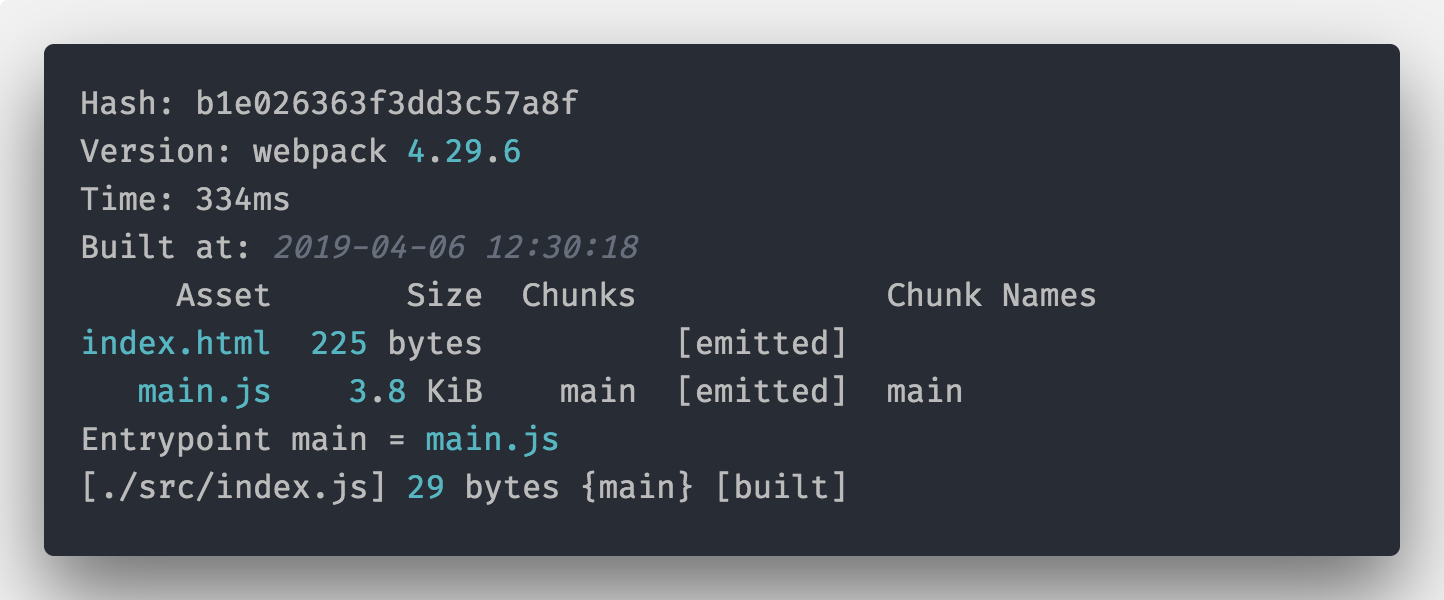 Hash: b1e026363f3dd3c57a8f
Version: webpack 4.29.6
Time: 334ms
Built at: 2019-04-06 12:30:18
     Asset       Size  Chunks             Chunk Names
index.html  225 bytes          [emitted]
   main.js    3.8 KiB    main  [emitted]  main
Entrypoint main = main.js
[./src/index.js] 29 bytes {main} [built]